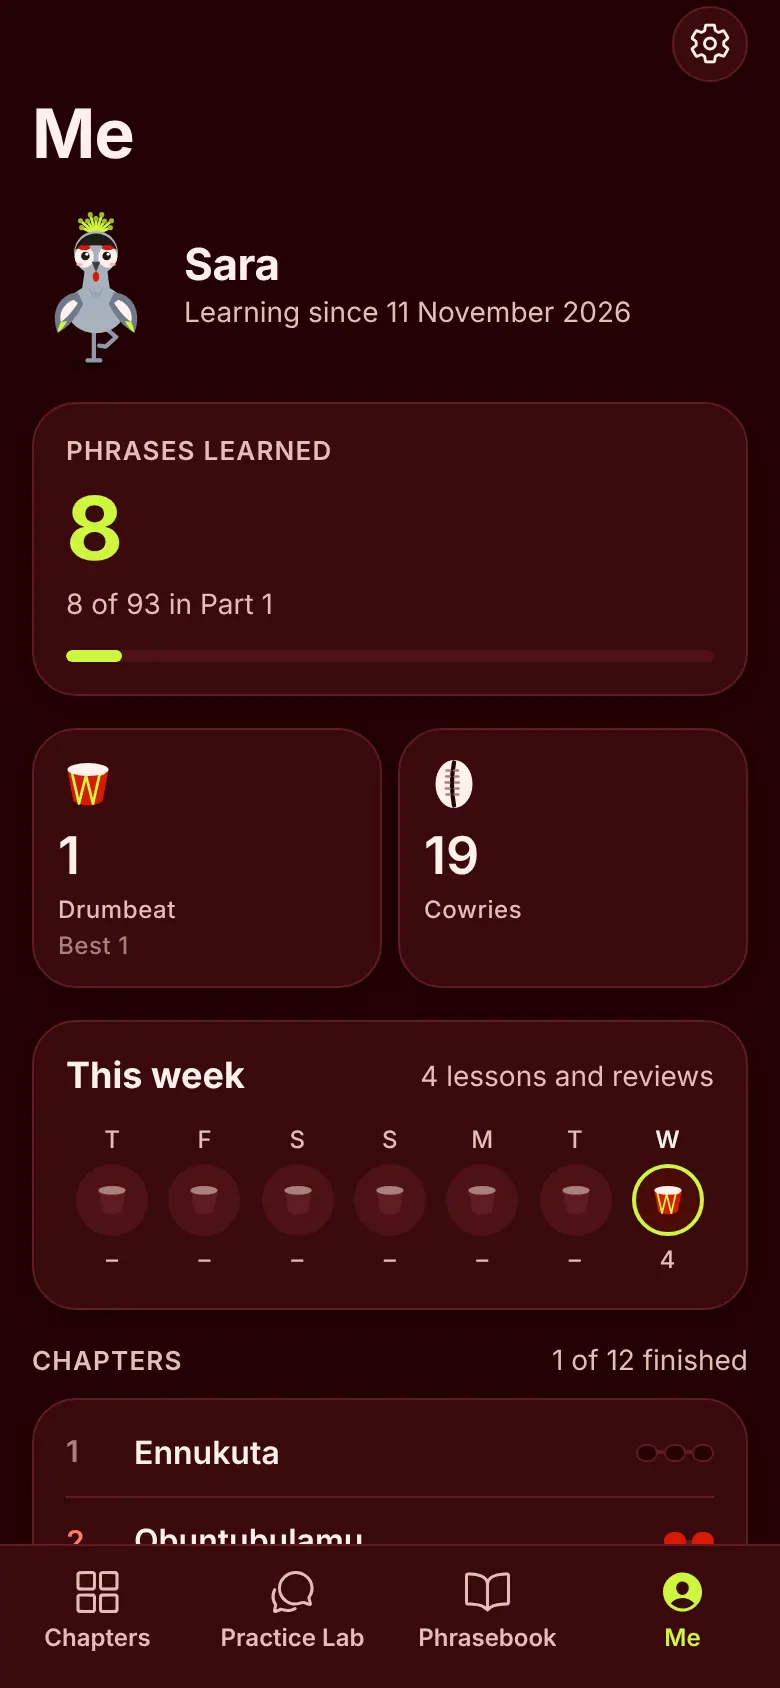 Me
Sara
Learning since 11 November 2026
PHRASES LEARNED
8
8 of 93 in Part 1
1
Drumbeat
Best 1
19
Cowries
This week
4 lessons and reviews
T F S S M T W
– – – – – – 4
CHAPTERS
1 of 12 finished
1 Ennukuta
2 Obuntubulamu
Chapters
Practice Lab
Phrasebook
Me